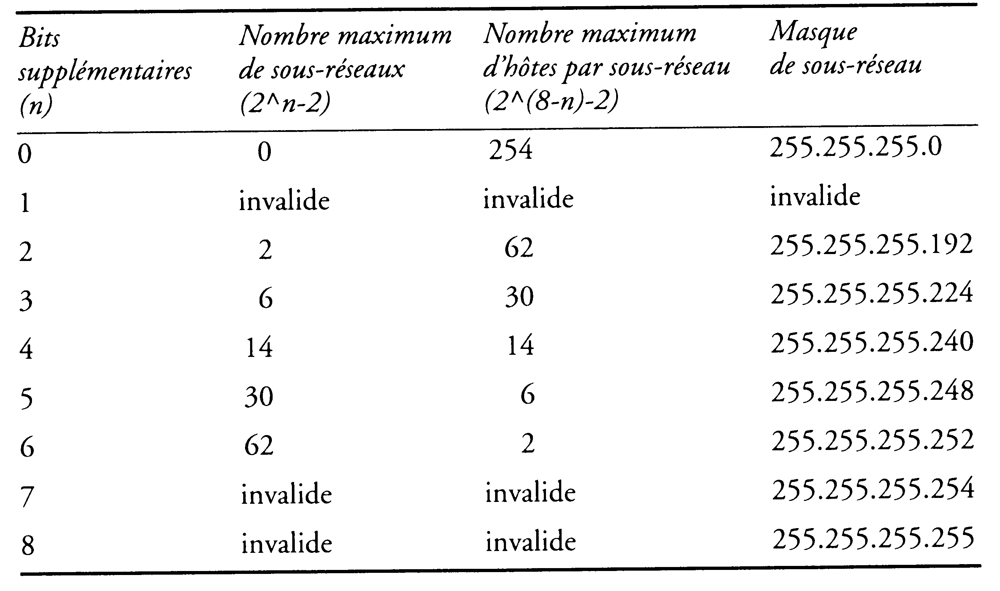 Bits supplémentaires (n) Nombre maximum de sous-réseaux (2^n-2) Nombre maximum d'hôtes par sous-réseau (2^(8-n)-2) Masque de sous-réseau
0 0 254 255.255.255.0
1 invalide invalide invalide
2 2 62 255.255.255.192
3 6 30 255.255.255.224
4 14 14 255.255.255.240
5 30 6 255.255.255.248
6 62 2 255.255.255.252
7 invalide invalide 255.255.255.254
8 invalide invalide 255.255.255.255